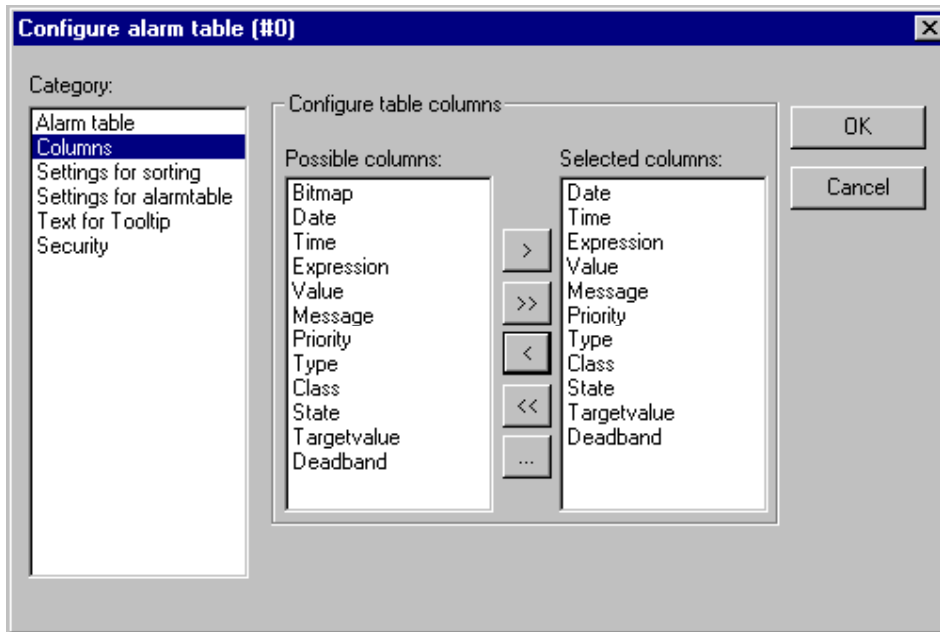 Configure alarm table (#0)
Category:
Alarm table
Columns
Settings for sorting
Settings for alarmtable
Text for Tooltip
Security
Configure table columns
Possible columns:
Bitmap
Date
Time
Expression
Value
Message
Priority
Type
Class
State
Targetvalue
Deadband
>
>>
<
<<
...
Selected columns:
Date
Time
Expression
Value
Message
Priority
Type
Class
State
Targetvalue
Deadband
OK
Cancel